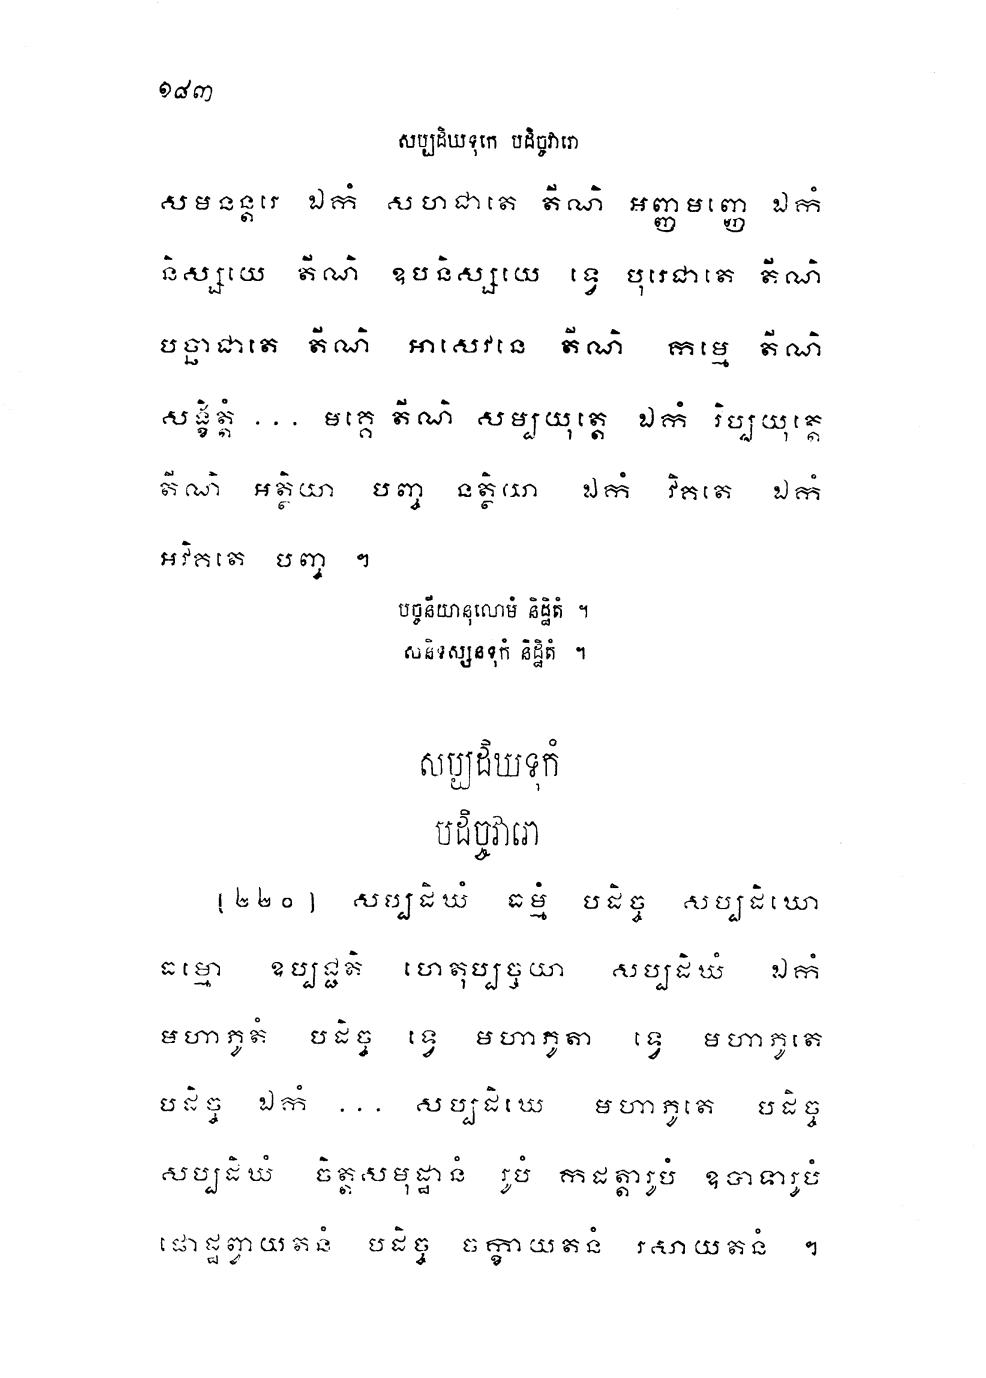 ១៨៣
សប្បដិឃទុកេ បដិច្ចវារោ
សមនន្តរេ ឯកំ សហជាតេ តីណិ អញ្ញមញ្ញេ ឯកំ
និស្សយេ តីណិ ឧបនិស្សយេ ទ្វេ បុរេជាតេ តីណិ
បច្ឆាជាតេ តីណិ អាសេវនេ តីណិ កម្មេ តីណិ
សង្ខិត្តំ ... មគ្គេ តីណិ សម្បយុត្តេ ឯកំ វិប្បយុត្តេ
តីណិ អត្ថិយា បញ្ច នត្ថិយា ឯកំ វិគតេ ឯកំ
អវិគតេ បញ្ច ។
បច្ចនីយានុលោមំ និដ្ឋិតំ ។
សនិទស្សនទុកំ និដ្ឋិតំ ។
សប្បដិឃទុកំ
បដិច្ចវារោ
[២២០] សប្បដិឃំ ធម្មំ បដិច្ច សប្បដិឃោ
ធម្មោ ឧប្បជ្ជតិ ហេតុប្បច្ចយា សប្បដិឃំ ឯកំ
មហាភូតំ បដិច្ច ទ្វេ មហាភូតា ទ្វេ មហាភូតេ
បដិច្ច ឯកំ ... សប្បដិឃេ មហាភូតេ បដិច្ច
សប្បដិឃំ ចិត្តសមុដ្ឋានំ រូបំ កដត្តារូបំ ឧបាទារូបំ
ផោដ្ឋព្វាយតនំ បដិច្ច ចក្ខាយតនំ រសាយតនំ ។